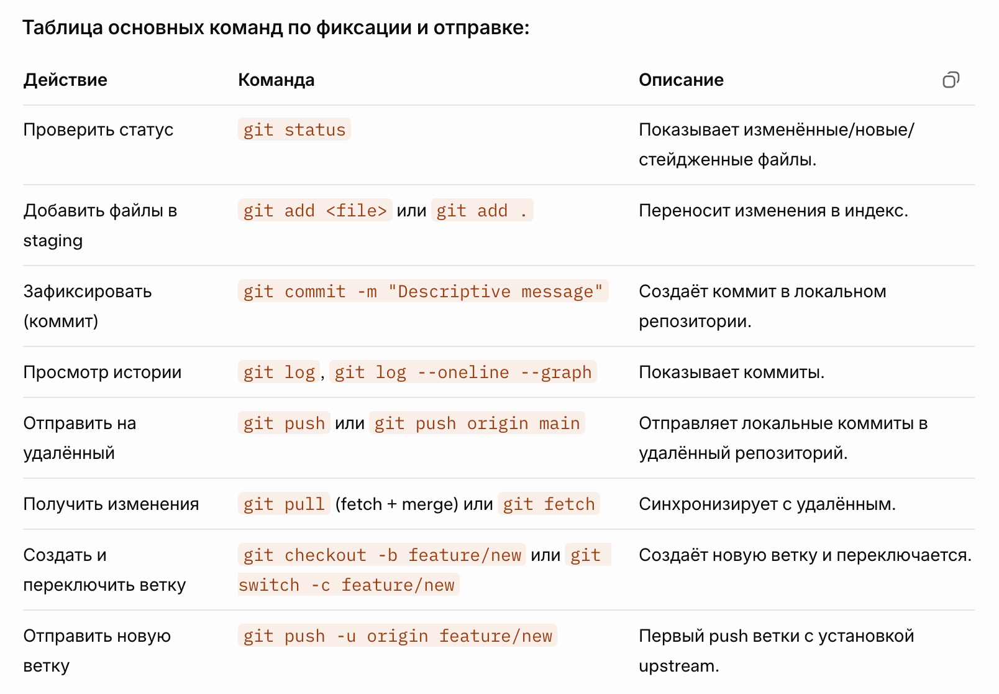 Таблица основных команд по фиксации и отправке:
Действие Команда Описание
Проверить статус git status Показывает изменённые/новые/
стейдженные файлы.
Добавить файлы в git add <file> или git add . Переносит изменения в индекс.
staging
Зафиксировать git commit -m "Descriptive message" Создаёт коммит в локальном
(коммит) репозитории.
Просмотр истории git log, git log --oneline --graph Показывает коммиты.
Отправить на git push или git push origin main Отправляет локальные коммиты в
удалённый удалённый репозиторий.
Получить изменения git pull (fetch + merge) или git fetch Синхронизирует с удалённым.
Создать и git checkout -b feature/new или git Создаёт новую ветку и переключается.
переключить ветку switch -c feature/new
Отправить новую git push -u origin feature/new Первый push ветки с установкой
ветку upstream.